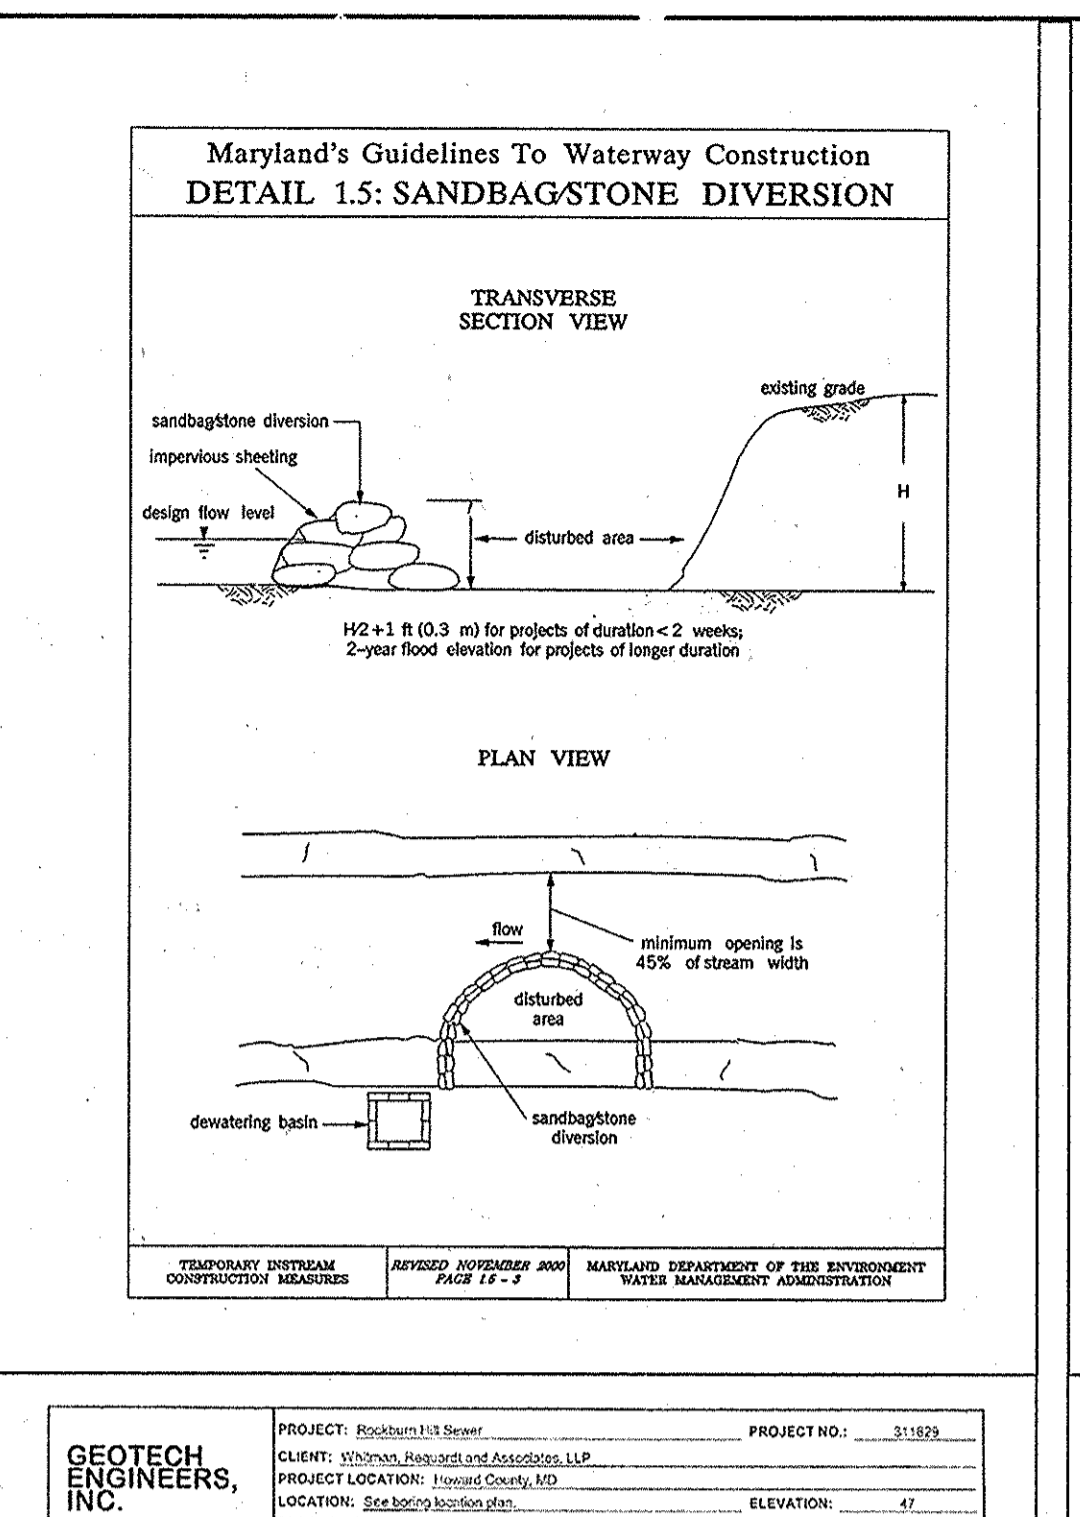 Maryland's Guidelines To Waterway Construction
DETAIL 1.5: SANDBAG/STONE DIVERSION
TRANSVERSE
SECTION VIEW
existing grade
sandbag/stone diversion
impervious sheeting
H
design flow level
disturbed area
H/2+1 ft (0.3 m) for projects of duration < 2 weeks;
2-year flood elevation for projects of longer duration
PLAN VIEW
flow
minimum opening is
45% of stream width
disturbed
area
dewatering basin
sandbag/stone
diversion
TEMPORARY INSTREAM
CONSTRUCTION MEASURES
REVISED NOVEMBER 2000
PAGE 1.5 - 3
MARYLAND DEPARTMENT OF THE ENVIRONMENT
WATER MANAGEMENT ADMINISTRATION
GEOTECH
ENGINEERS,
INC.
PROJECT: Rockburn Hill Sewer PROJECT NO.: 311829
CLIENT: Whitman, Requardt and Associates, LLP
PROJECT LOCATION: Howard County, MD
LOCATION: See boring location plan. ELEVATION: 47